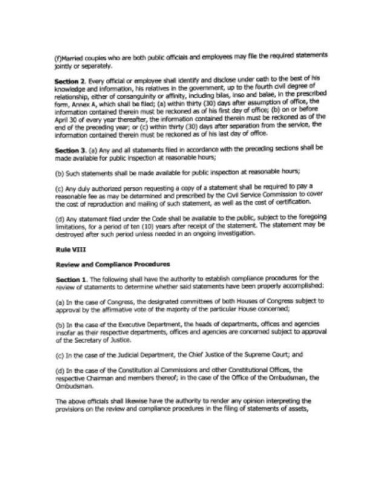 (f)Married couples who are both public officials and employees may file the required statements
jointly or separately.
Section 2. Every official or employee shall identify and disclose under oath to the best of his
knowledge and information, his relatives in the government, up to the fourth civil degree of
relationship, either of consanguinity or affinity, including bilas, inso and balae, in the prescribed
form, Annex A, which shall be filed; (a) within thirty (30) days after assumption of office, the
information contained therein must be reckoned as of his first day of office; (b) on or before
April 30 of every year thereafter, the information contained therein must be reckoned as of the
end of the preceding year; or (c) within thirty (30) days after separation from the service, the
information contained therein must be reckoned as of his last day of office.
Section 3. (a) Any and all statements filed in accordance with the preceding sections shall be
made available for public inspection at reasonable hours;
(b) Such statements shall be made available for public inspection at reasonable hours;
(c) Any duly authorized person requesting a copy of a statement shall be required to pay a
reasonable fee as may be determined and prescribed by the Civil Service Commission to cover
the cost of reproduction and mailing of such statement, as well as the cost of certification.
(d) Any statement filed under the Code shall be available to the public, subject to the foregoing
limitations, for a period of ten (10) years after receipt of the statement. The statement may be
destroyed after such period unless needed in an ongoing investigation.
Rule VIII
Review and Compliance Procedures
Section 1. The following shall have the authority to establish compliance procedures for the
review of statements to determine whether said statements have been properly accomplished:
(a) In the case of Congress, the designated committees of both Houses of Congress subject to
approval by the affirmative vote of the majority of the particular House concerned;
(b) In the case of the Executive Department, the heads of departments, offices and agencies
insofar as their respective departments, offices and agencies are concerned subject to approval
of the Secretary of Justice.
(c) In the case of the Judicial Department, the Chief Justice of the Supreme Court; and
(d) In the case of the Constitution al Commissions and other Constitutional Offices, the
respective Chairman and members thereof; in the case of the Office of the Ombudsman, the
Ombudsman.
The above officials shall likewise have the authority to render any opinion interpreting the
provisions on the review and compliance procedures in the filing of statements of assets,